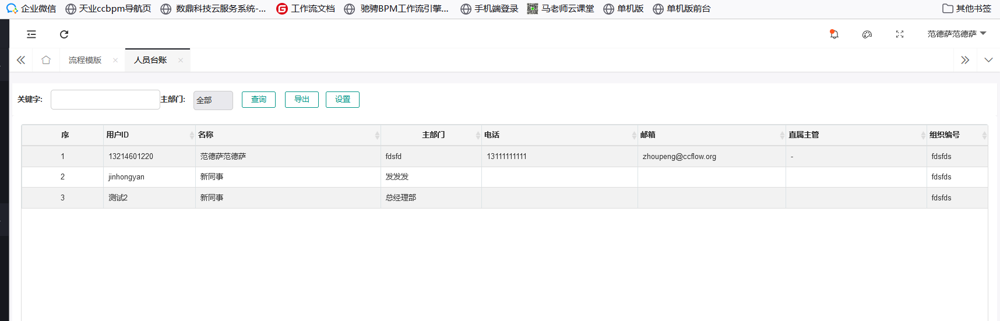 企业微信 天业ccbpm导航页 数鼎科技云服务系统-... 工作流文档 驰骋BPM工作流引擎... 手机端登录 马老师云课堂 单机版 单机版前台 其他书签
范德萨范德萨
流程模版 × 人员台账 ×
关键字: 主部门: 全部 查询 导出 设置
序 用户ID 名称 主部门 电话 邮箱 直属主管 组织编号
1 13214601220 范德萨范德萨 fdsfd 13111111111 zhoupeng@ccflow.org - fdsfds
2 jinhongyan 新同事 发发发 fdsfds
3 测试2 新同事 总经理部 fdsfds